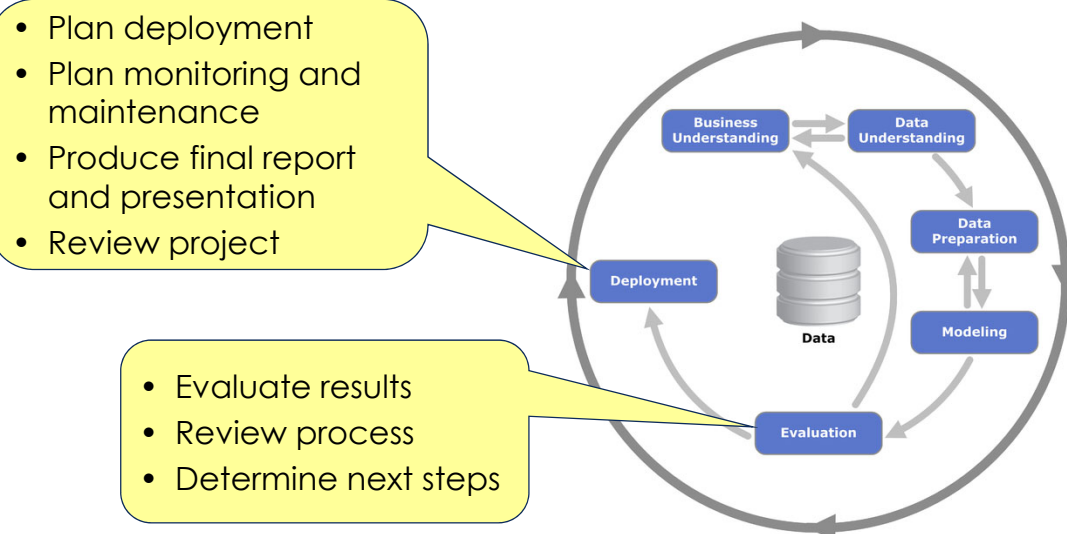 • Plan deployment
• Plan monitoring and
maintenance
• Produce final report
and presentation
• Review project
Business
Understanding
Data
Understanding
Data
Preparation
Deployment
Modeling
Data
Evaluation
• Evaluate results
• Review process
• Determine next steps